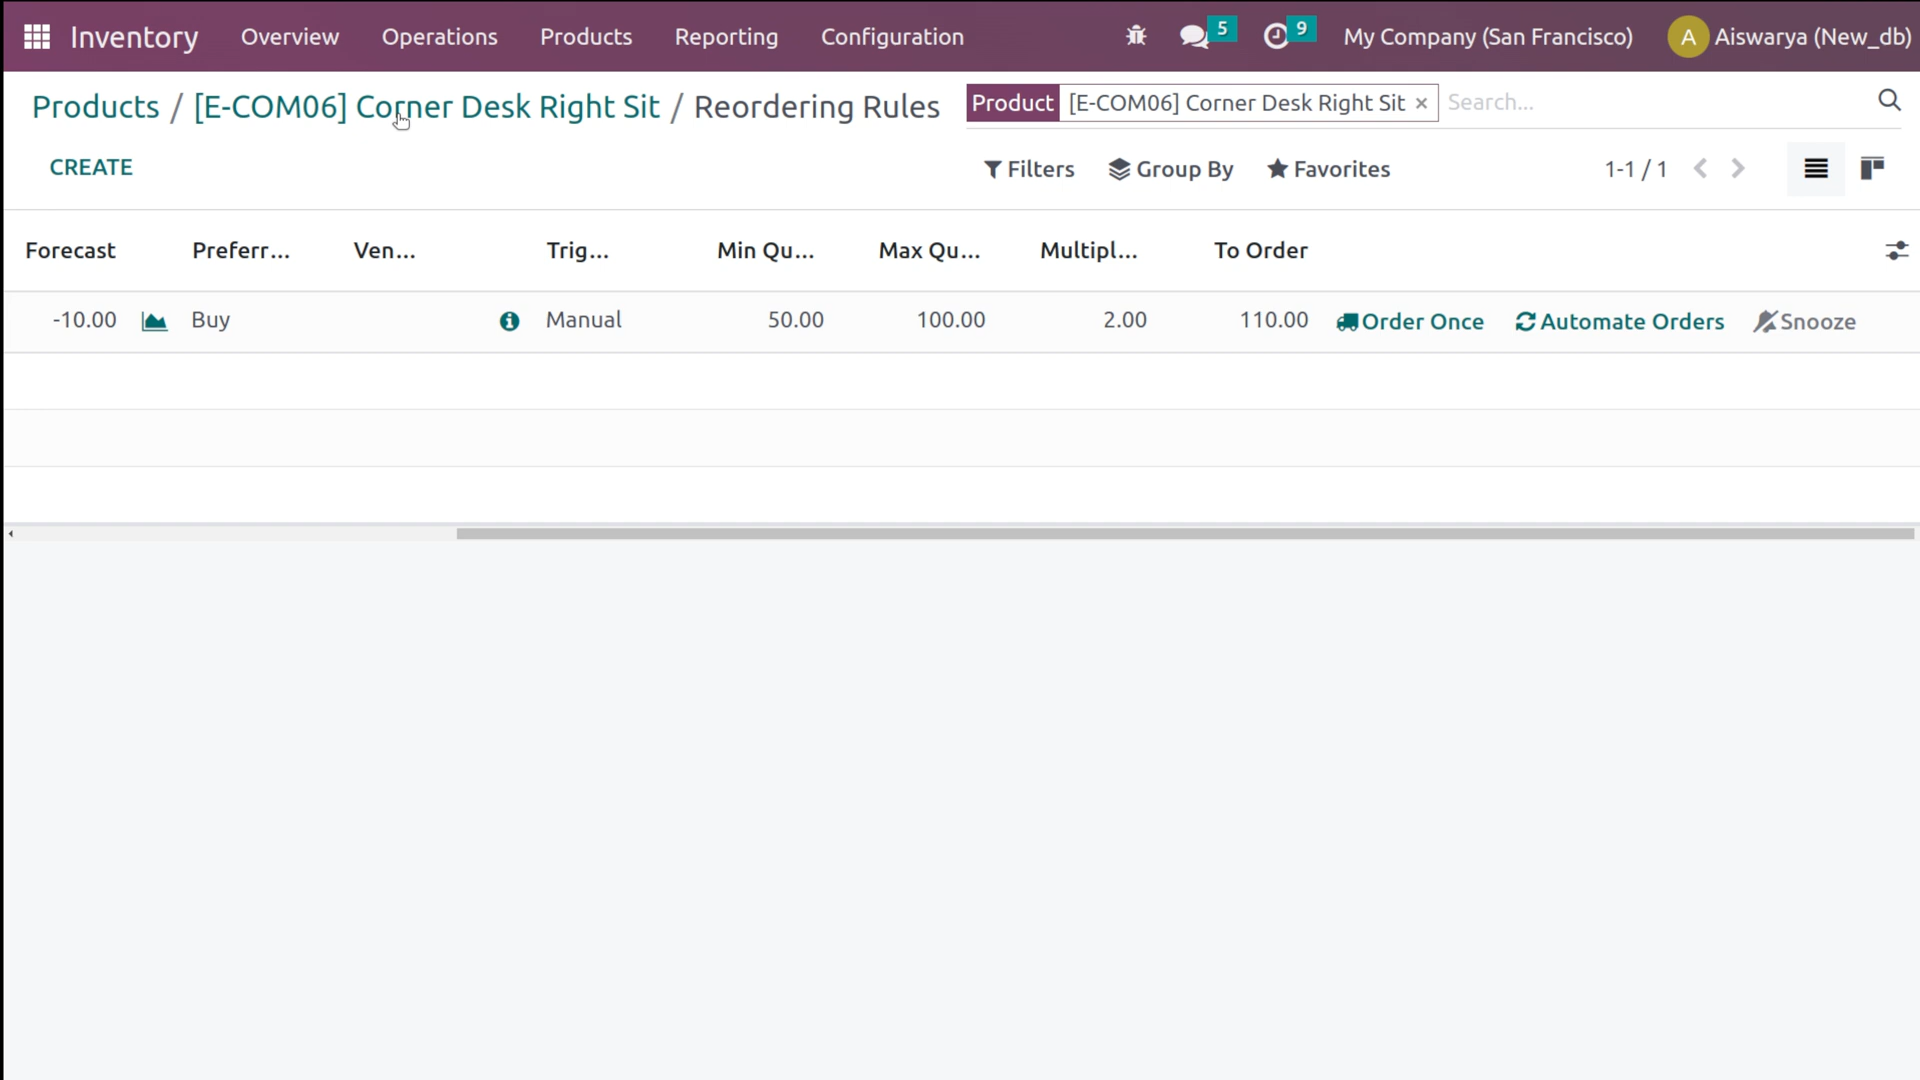 Inventory Overview Operations Products Reporting Configuration 5 9 My Company (San Francisco) A Aiswarya (New_db)
Products / [E-COM06] Corner Desk Right Sit / Reordering Rules Product [E-COM06] Corner Desk Right Sit × Search...
CREATE Filters Group By Favorites 1-1 / 1
Forecast Preferr... Ven... Trig... Min Qu... Max Qu... Multipl... To Order
-10.00 Buy Manual 50.00 100.00 2.00 110.00 Order Once Automate Orders Snooze